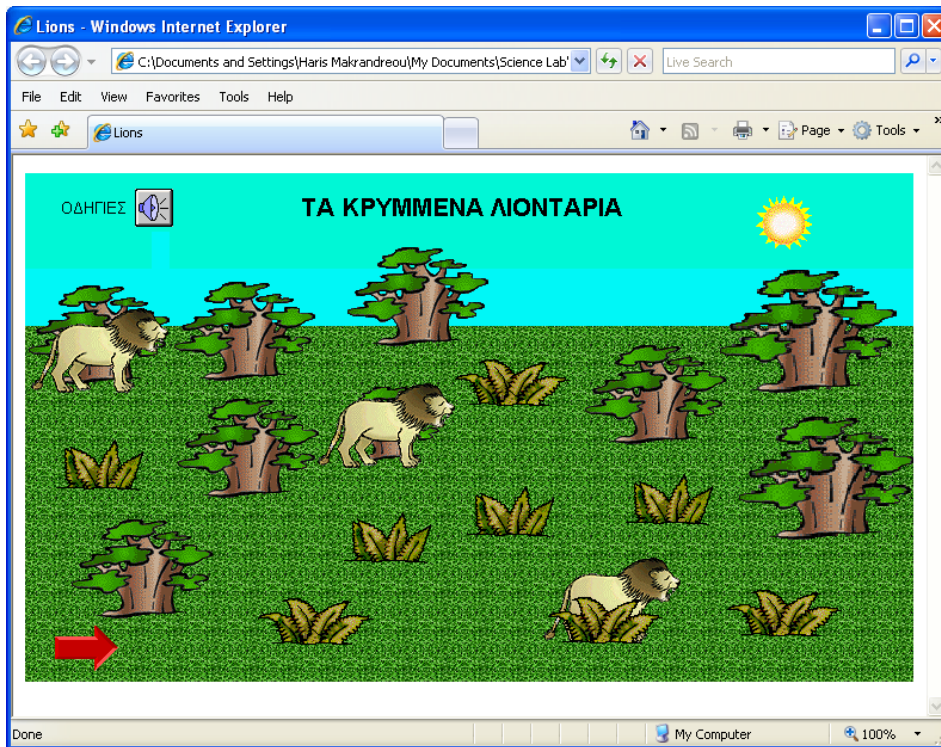 Lions - Windows Internet Explorer
C:\Documents and Settings\Haris Makrandreou\My Documents\Science Lab\
Live Search
File Edit View Favorites Tools Help
Lions
Page Tools
ΟΔΗΓΙΕΣ
ΤΑ ΚΡΥΜΜΕΝΑ ΛΙΟΝΤΑΡΙΑ
Done
My Computer
100%